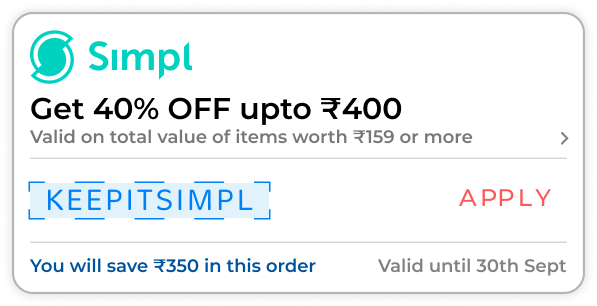 Simpl
Get 40% OFF upto ₹400
Valid on total value of items worth ₹159 or more
KEEPITSIMPL
APPLY
You will save ₹350 in this order
Valid until 30th Sept